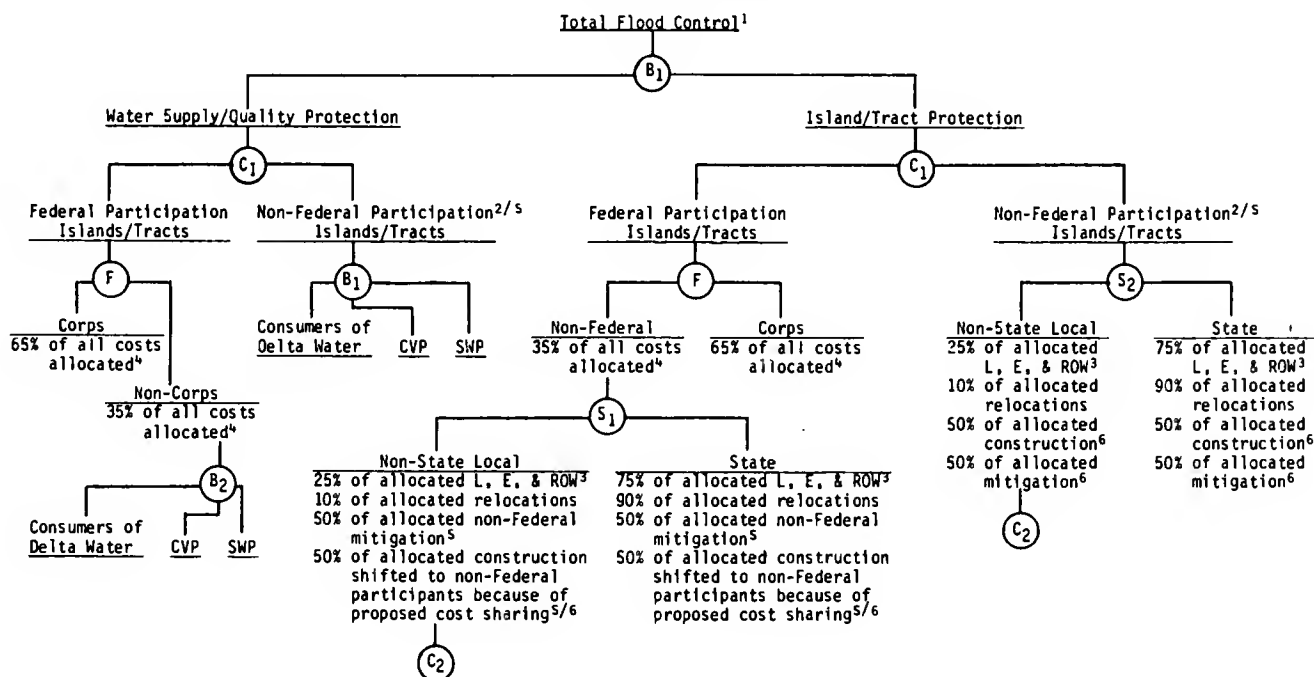 Total Flood Control¹
B₁
Water Supply/Quality Protection
Island/Tract Protection
C₁
C₁
Federal Participation
Islands/Tracts
Non-Federal Participation²/⁵
Islands/Tracts
Federal Participation
Islands/Tracts
Non-Federal Participation²/⁵
Islands/Tracts
F
B₁
F
S₂
Corps
65% of all costs
allocated⁴
Consumers of
Delta Water
CVP
SWP
Non-Federal
35% of all costs
allocated⁴
Corps
65% of all costs
allocated⁴
Non-State Local
25% of allocated
L, E, & ROW³
10% of allocated
relocations
50% of allocated
construction⁶
50% of allocated
mitigation⁶
C₂
State
75% of allocated
L, E, & ROW³
90% of allocated
relocations
50% of allocated
construction⁶
50% of allocated
mitigation⁶
Non-Corps
35% of all costs
allocated⁴
B₂
Consumers of
Delta Water
CVP
SWP
S₁
Non-State Local
25% of allocated L, E, & ROW³
10% of allocated relocations
50% of allocated non-Federal
mitigation⁵
50% of allocated construction
shifted to non-Federal
participants because of
proposed cost sharing⁵/⁶
C₂
State
75% of allocated L, E, & ROW³
90% of allocated relocations
50% of allocated non-Federal
mitigation⁵
50% of allocated construction
shifted to non-Federal
participants because of
proposed cost sharing⁵/⁶